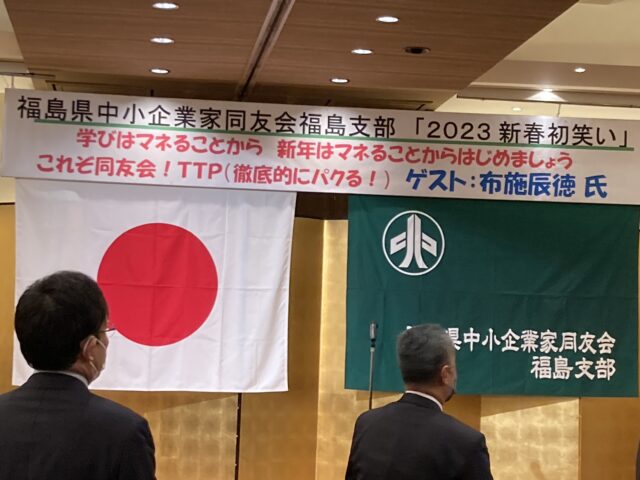 福島県中小企業家同友会福島支部 「2023 新春初笑い」
学びはマネることから 新年はマネることからはじめましょう
これぞ同友会!TTP(徹底的にパクる!) ゲスト:布施辰徳 氏
県中小企業家同友会
福島支部